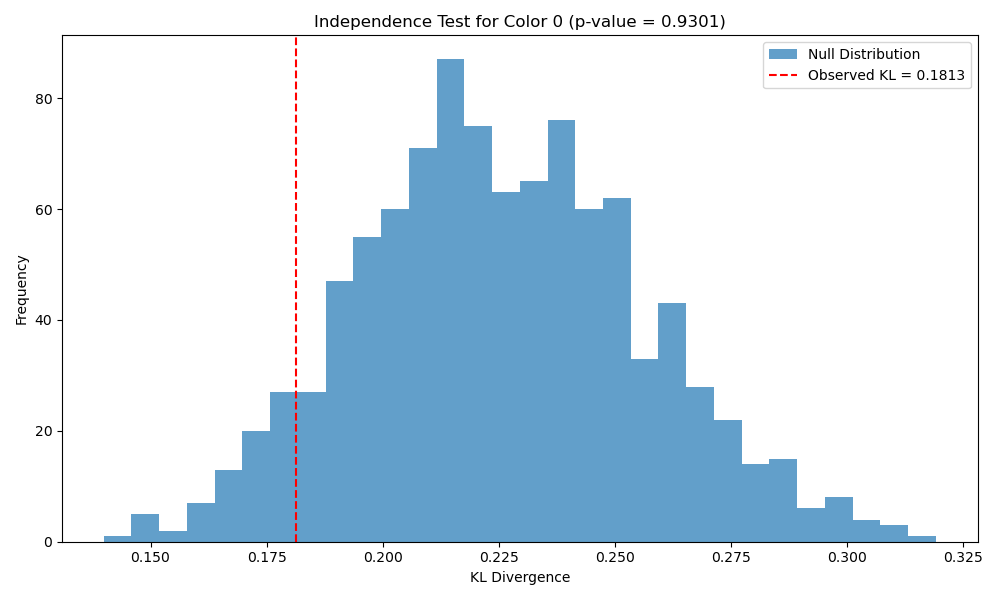 Independence Test for Color 0 (p-value = 0.9301)
Null Distribution
Observed KL = 0.1813
Frequency
80
60
40
20
0
0.150 0.175 0.200 0.225 0.250 0.275 0.300 0.325
KL Divergence